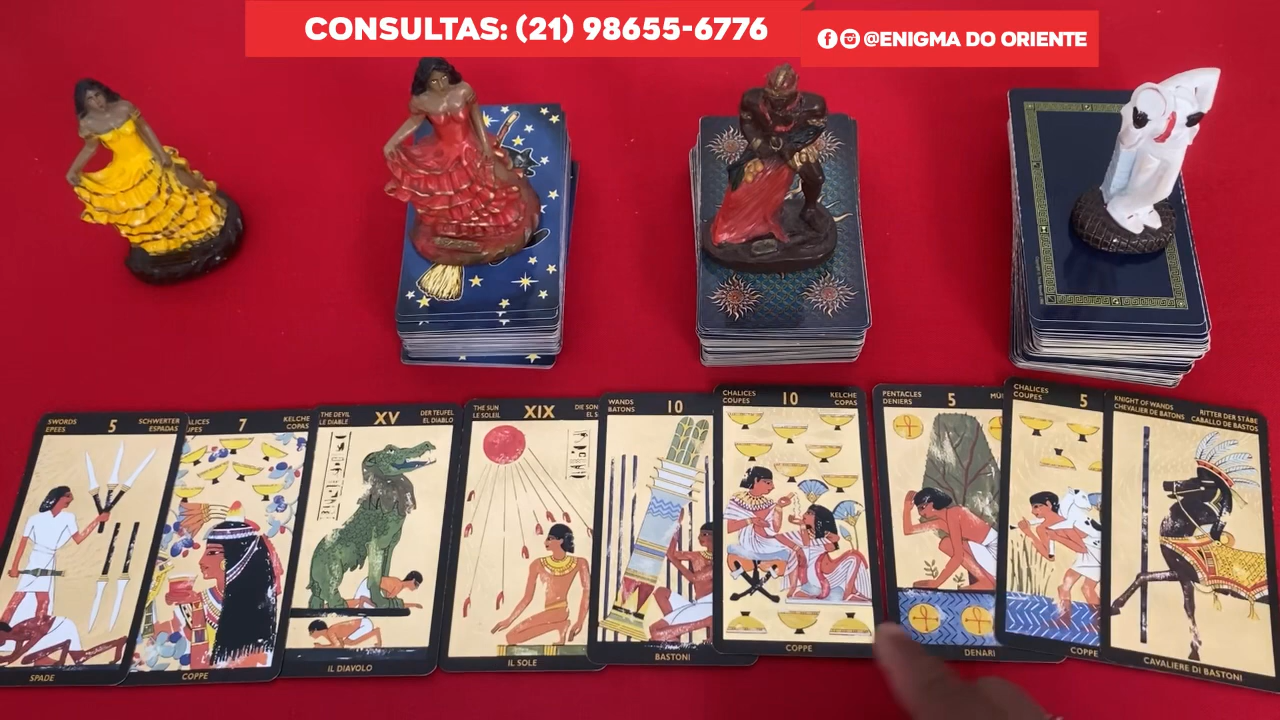 CONSULTAS: (21) 98655-6776
@ENIGMA DO ORIENTE
SWORDS
EPEES
5
SCHWERTER
ESPADAS
SPADE
7
KELCHE
COPAS
COPPE
THE DEVIL
LE DIABLE
XV
DER TEUFEL
EL DIABLO
IL DIAVOLO
THE SUN
LE SOLEIL
XIX
DIE SON
EL S
IL SOLE
WANDS
BATONS
10
BASTONI
CHALICES
COUPES
10
KELCHE
COPAS
COPPE
PENTACLES
DENIERS
5
DENARI
CHALICES
COUPES
5
COPPE
KNIGHT OF WANDS
CHEVALIER DE BATONS
RITTER DER STÄBE
CABALLO DE BASTOS
CAVALIERE DI BASTONI